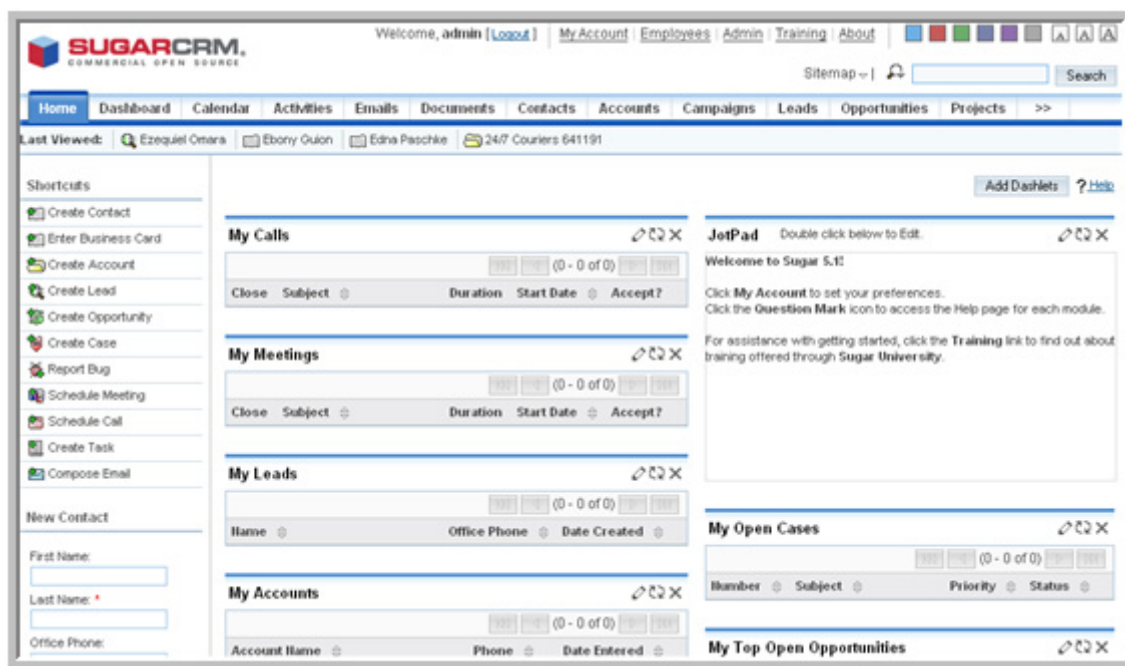 SUGARCRM.
COMMERCIAL OPEN SOURCE
Welcome, admin [Logout] My Account Employees Admin Training About A A A
Sitemap Search
Home Dashboard Calendar Activities Emails Documents Contacts Accounts Campaigns Leads Opportunities Projects >>
Last Viewed: Ezequiel Omara Ebony Guion Edna Paschke 24/7 Couriers 641191
Shortcuts
Create Contact
Enter Business Card
Create Account
Create Lead
Create Opportunity
Create Case
Report Bug
Schedule Meeting
Schedule Call
Create Task
Compose Email
New Contact
First Name:
Last Name: *
Office Phone:
Add Dashlets ? Help
My Calls
(0 - 0 of 0)
Close Subject Duration Start Date Accept?
My Meetings
(0 - 0 of 0)
Close Subject Duration Start Date Accept?
My Leads
(0 - 0 of 0)
Name Office Phone Date Created
My Accounts
(0 - 0 of 0)
Account Name Phone Date Entered
JotPad Double click below to Edit.
Welcome to Sugar 5.1!
Click My Account to set your preferences.
Click the Question Mark icon to access the Help page for each module.
For assistance with getting started, click the Training link to find out about
training offered through Sugar University.
My Open Cases
(0 - 0 of 0)
Number Subject Priority Status
My Top Open Opportunities